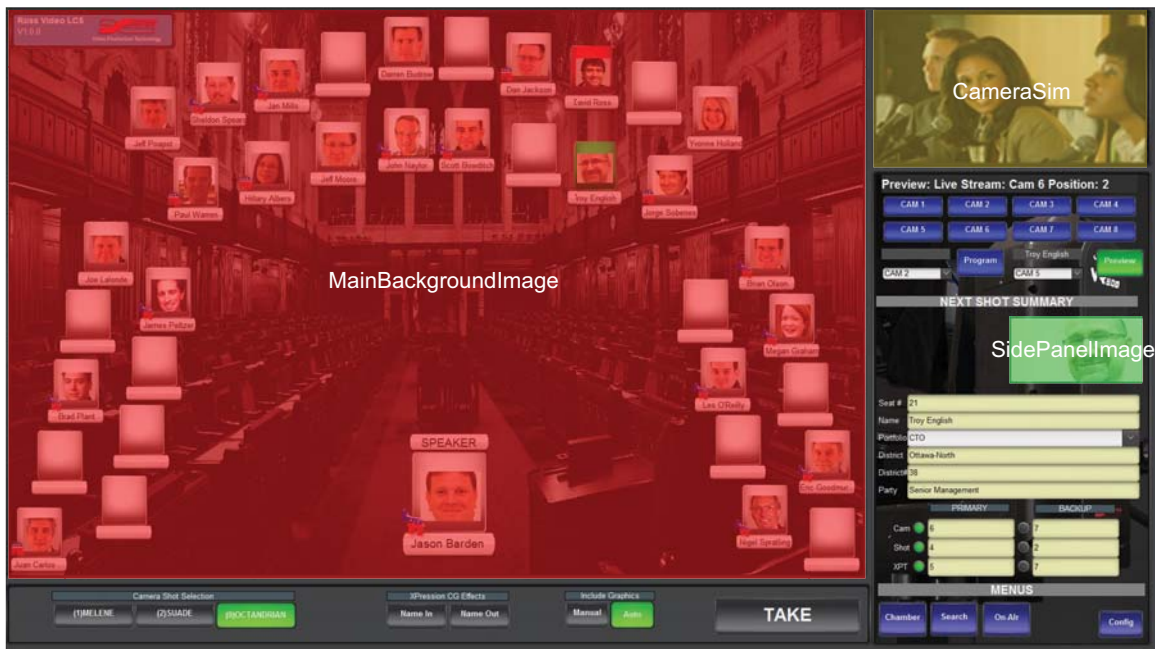 Ross Video LCS
V1.0.0
Video Production Technology
Darren Budrow
Dan Jackson
David Ross
Jan Mills
Sheldon Spears
Yvonne Holland
Jeff Poapst
Jeff Moore
John Naylor
Scott Bowditch
Hillary Albers
Troy English
Jorge Sobenes
Paul Warren
Joe Lalonde
Brian Olson
James Peltzer
Megan Graham
Brad Plant
Les O'Reilly
SPEAKER
Jason Barden
Nigel Spratling
Juan Carlos ...
MainBackgroundImage
CameraSim
Preview: Live Stream: Cam 6 Position: 2
CAM 1 CAM 2 CAM 3 CAM 4
CAM 5 CAM 6 CAM 7 CAM 8
Troy English
CAM 2 Program CAM 5 Preview
NEXT SHOT SUMMARY
SidePanelImage
Seat # 21
Name Troy English
Portfolio CTO
District Ottawa-North
District# 38
Party Senior Management
PRIMARY BACKUP
Cam 6 7
Shot 4 2
XPT 5 7
MENUS
Chamber Search On Air Config
Camera Shot Selection
(1)MELENE (2)SUADE (0)OCTANDRIAN
XPression CG Effects
Name In Name Out
Include Graphics
Manual Auto
TAKE